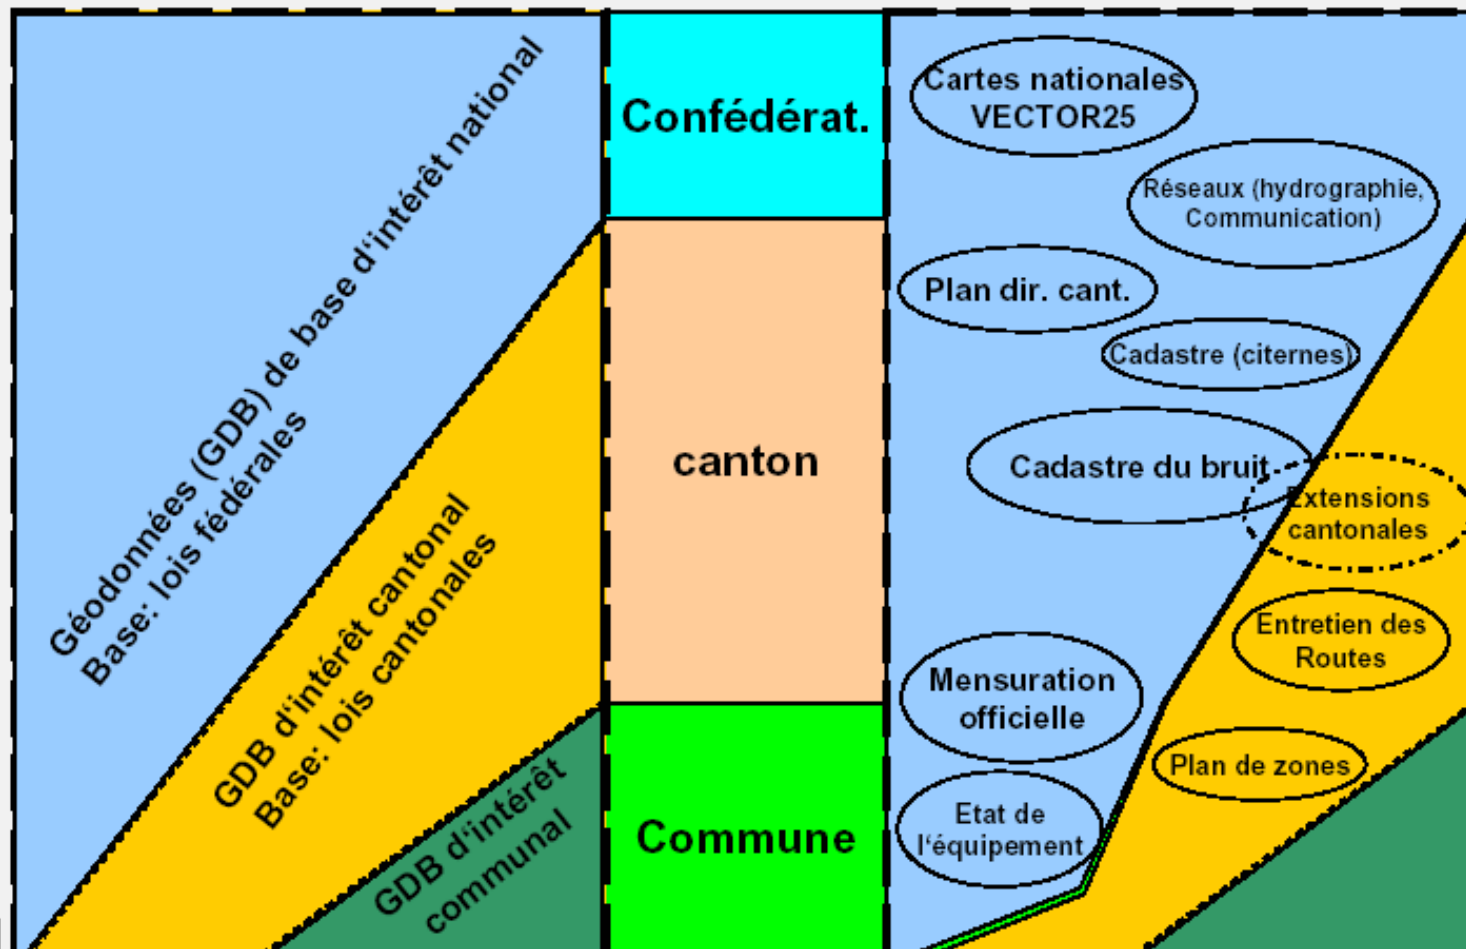 Géodonnées (GDB) de base d‘intérêt national
Base: lois fédérales
GDB d‘intérêt cantonal
Base: lois cantonales
GDB d‘intérêt
communal
Confédérat.
canton
Commune
Cartes nationales
VECTOR25
Réseaux (hydrographie,
Communication)
Plan dir. cant.
Cadastre (citernes)
Cadastre du bruit
Extensions
cantonales
Entretien des
Routes
Mensuration
officielle
Plan de zones
Etat de
l‘équipement